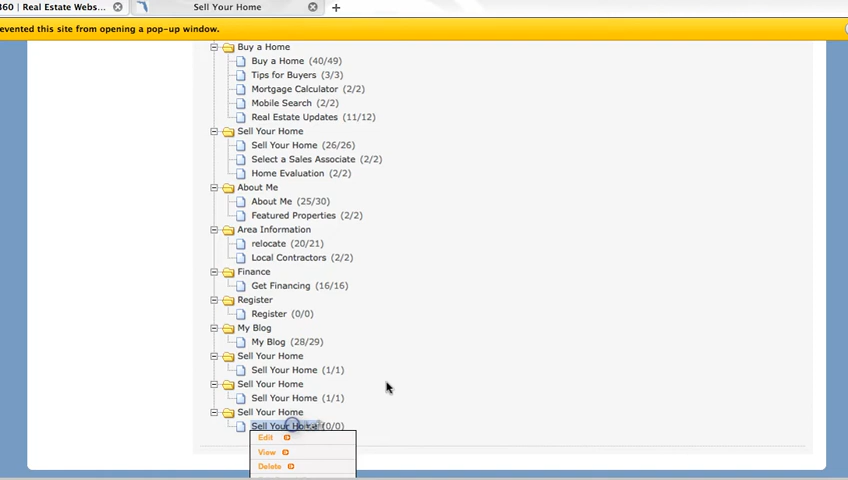 360 | Real Estate Webs... Sell Your Home
evented this site from opening a pop-up window.
Buy a Home
Buy a Home (40/49)
Tips for Buyers (3/3)
Mortgage Calculator (2/2)
Mobile Search (2/2)
Real Estate Updates (11/12)
Sell Your Home
Sell Your Home (26/26)
Select a Sales Associate (2/2)
Home Evaluation (2/2)
About Me
About Me (25/30)
Featured Properties (2/2)
Area Information
relocate (20/21)
Local Contractors (2/2)
Finance
Get Financing (16/16)
Register
Register (0/0)
My Blog
My Blog (28/29)
Sell Your Home
Sell Your Home (1/1)
Sell Your Home
Sell Your Home (1/1)
Sell Your Home
Sell Your Home (0/0)
Edit
View
Delete